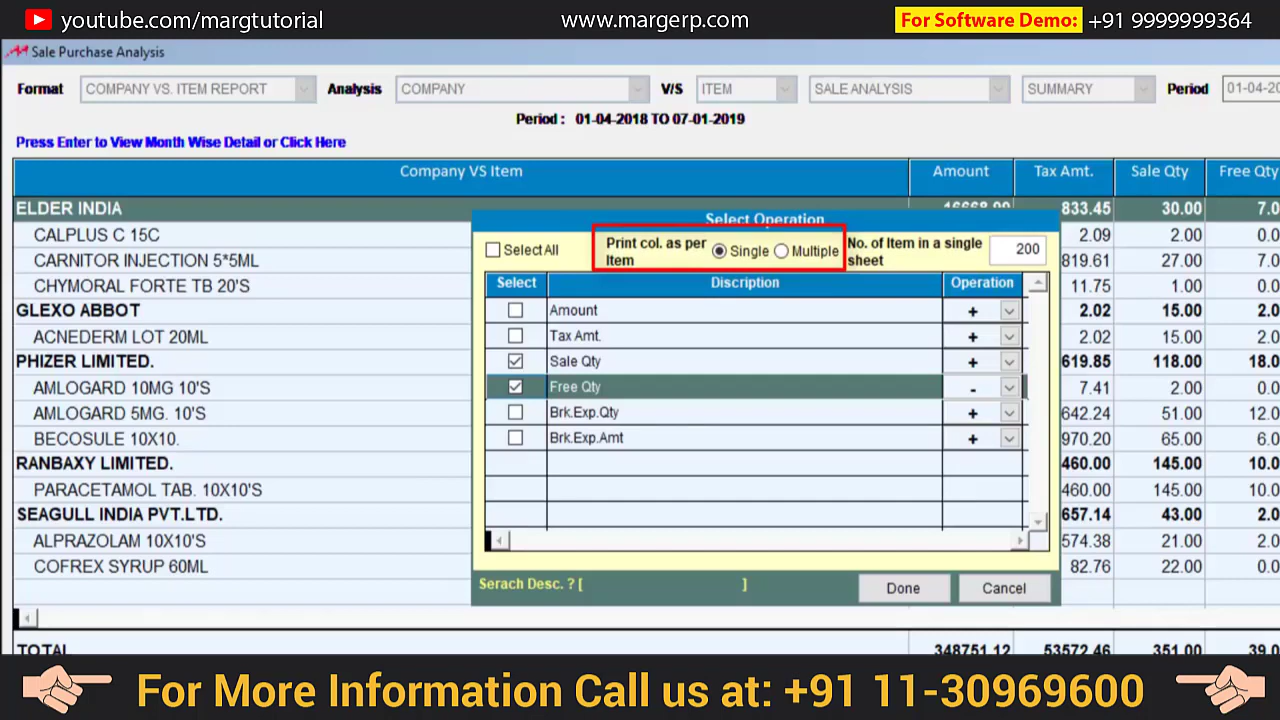 youtube.com/margtutorial www.margerp.com For Software Demo: +91 9999999364
Sale Purchase Analysis
Format COMPANY VS. ITEM REPORT Analysis COMPANY V/S ITEM SALE ANALYSIS SUMMARY Period 01-04-20
Period : 01-04-2018 TO 07-01-2019
Press Enter to View Month Wise Detail or Click Here
Company VS Item Amount Tax Amt. Sale Qty Free Qty
ELDER INDIA 16668.90 833.45 30.00 7.0
CALPLUS C 15C 2.09 2.00 0.0
CARNITOR INJECTION 5*5ML 819.61 27.00 7.0
CHYMORAL FORTE TB 20'S 11.75 1.00 0.0
GLEXO ABBOT 2.02 15.00 2.0
ACNEDERM LOT 20ML 2.02 15.00 2.0
PHIZER LIMITED. 619.85 118.00 18.0
AMLOGARD 10MG 10'S 7.41 2.00 0.0
AMLOGARD 5MG. 10'S 642.24 51.00 12.0
BECOSULE 10X10. 970.20 65.00 6.0
RANBAXY LIMITED. 460.00 145.00 10.0
PARACETAMOL TAB. 10X10'S 460.00 145.00 10.0
SEAGULL INDIA PVT.LTD. 657.14 43.00 2.0
ALPRAZOLAM 10X10'S 574.38 21.00 2.0
COFREX SYRUP 60ML 82.76 22.00 0.0
TOTAL 348751.12 53572.46 351.00 39.0
Select Operation
Select All Print col. as per Item Single Multiple No. of Item in a single sheet 200
Select Discription Operation
Amount +
Tax Amt. +
Sale Qty +
Free Qty -
Brk.Exp.Qty +
Brk.Exp.Amt +
Serach Desc. ? [ ] Done Cancel
For More Information Call us at: +91 11-30969600